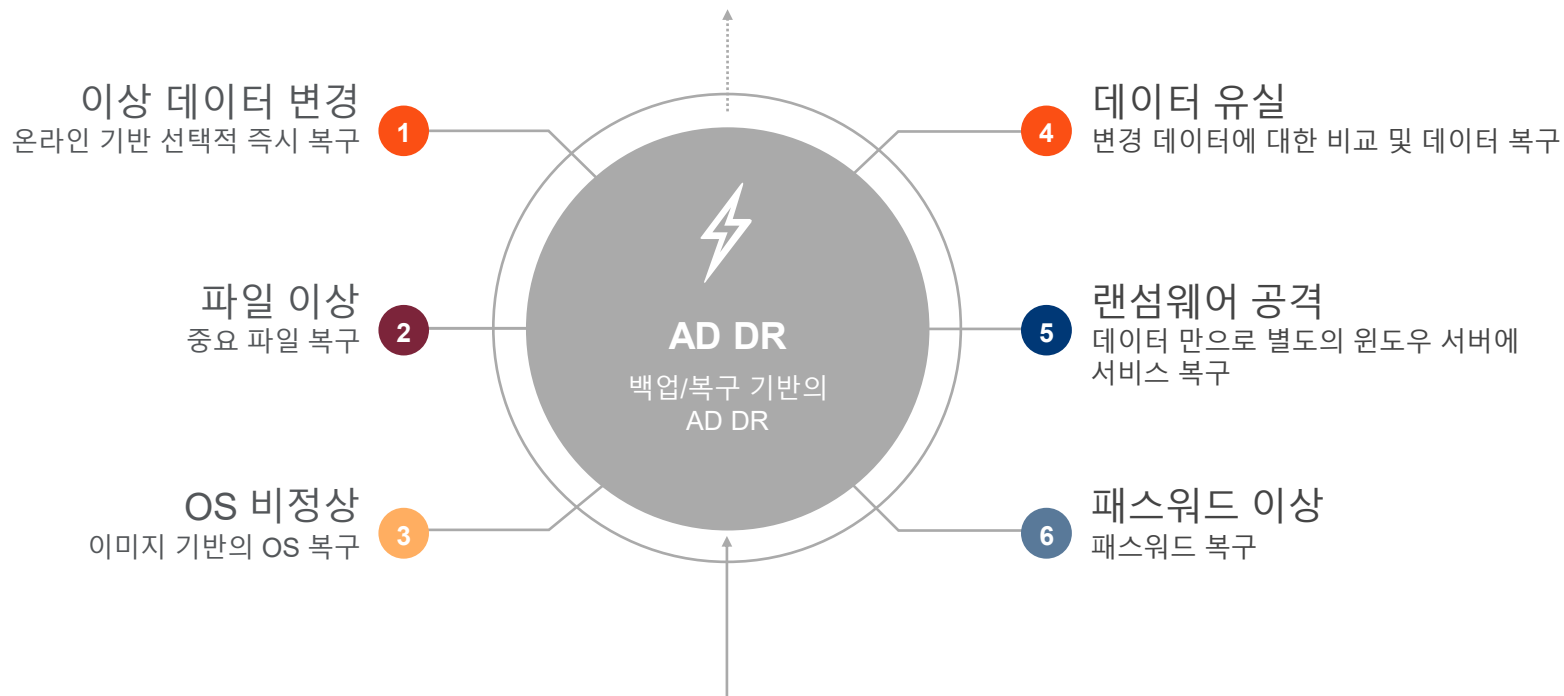 이상 데이터 변경
온라인 기반 선택적 즉시 복구
1
파일 이상
중요 파일 복구
2
OS 비정상
이미지 기반의 OS 복구
3
AD DR
백업/복구 기반의
AD DR
4
데이터 유실
변경 데이터에 대한 비교 및 데이터 복구
5
랜섬웨어 공격
데이터 만으로 별도의 윈도우 서버에
서비스 복구
6
패스워드 이상
패스워드 복구